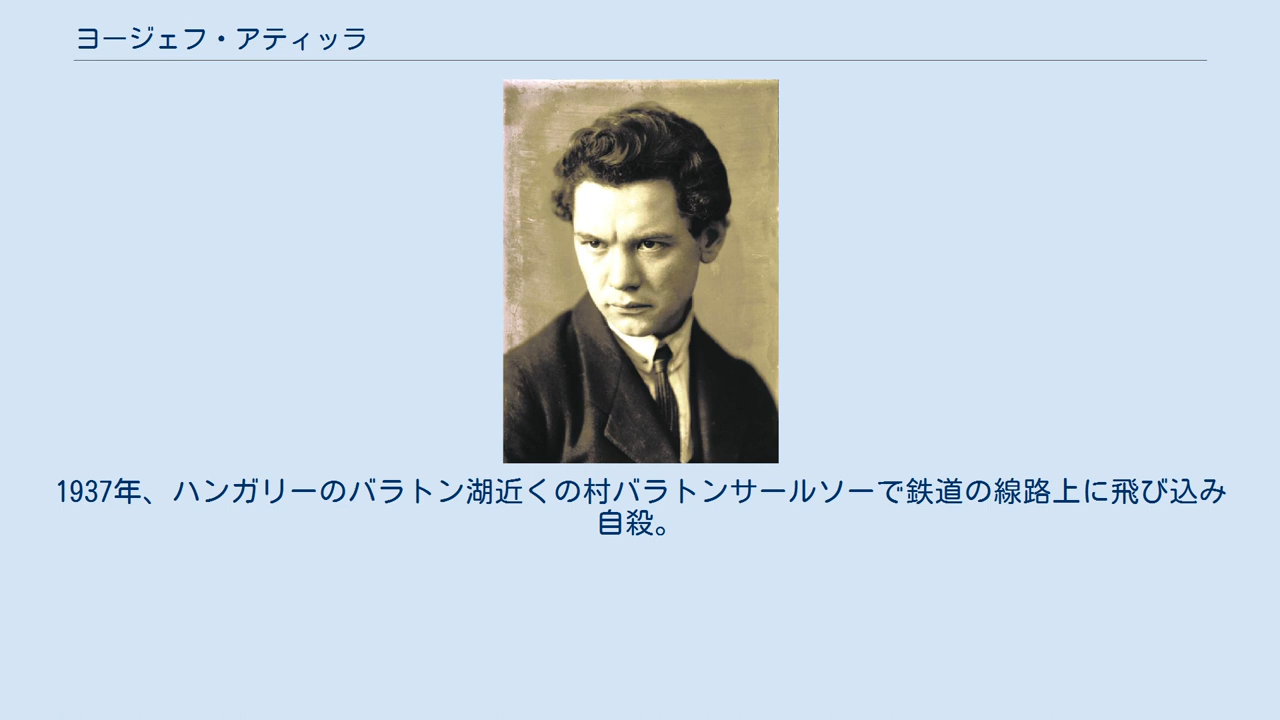 ヨージェフ・アティッラ
1937年、ハンガリーのバラトン湖近くの村バラトンサールソーで鉄道の線路上に飛び込み
自殺。